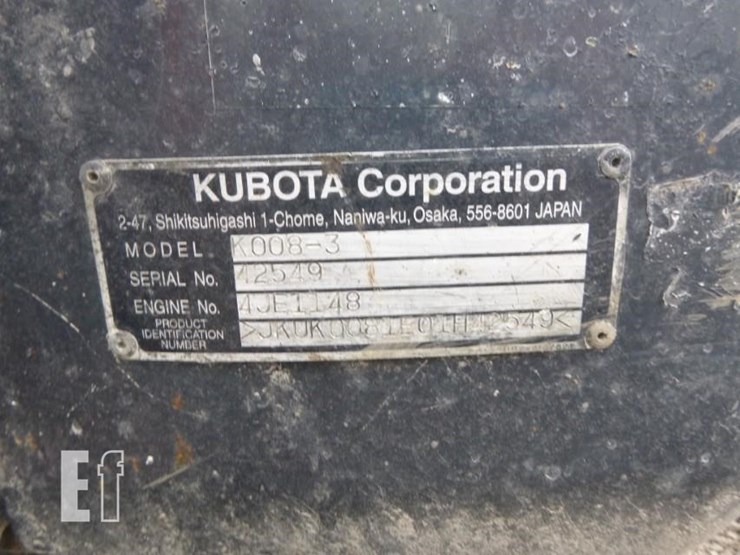 KUBOTA Corporation
2-47, Shikitsuhigashi 1-Chome, Naniwa-ku, Osaka, 556-8601 JAPAN
MODEL K008-3
SERIAL No. 12549
ENGINE No. 4JE1148
PRODUCT IDENTIFICATION NUMBER
Ef